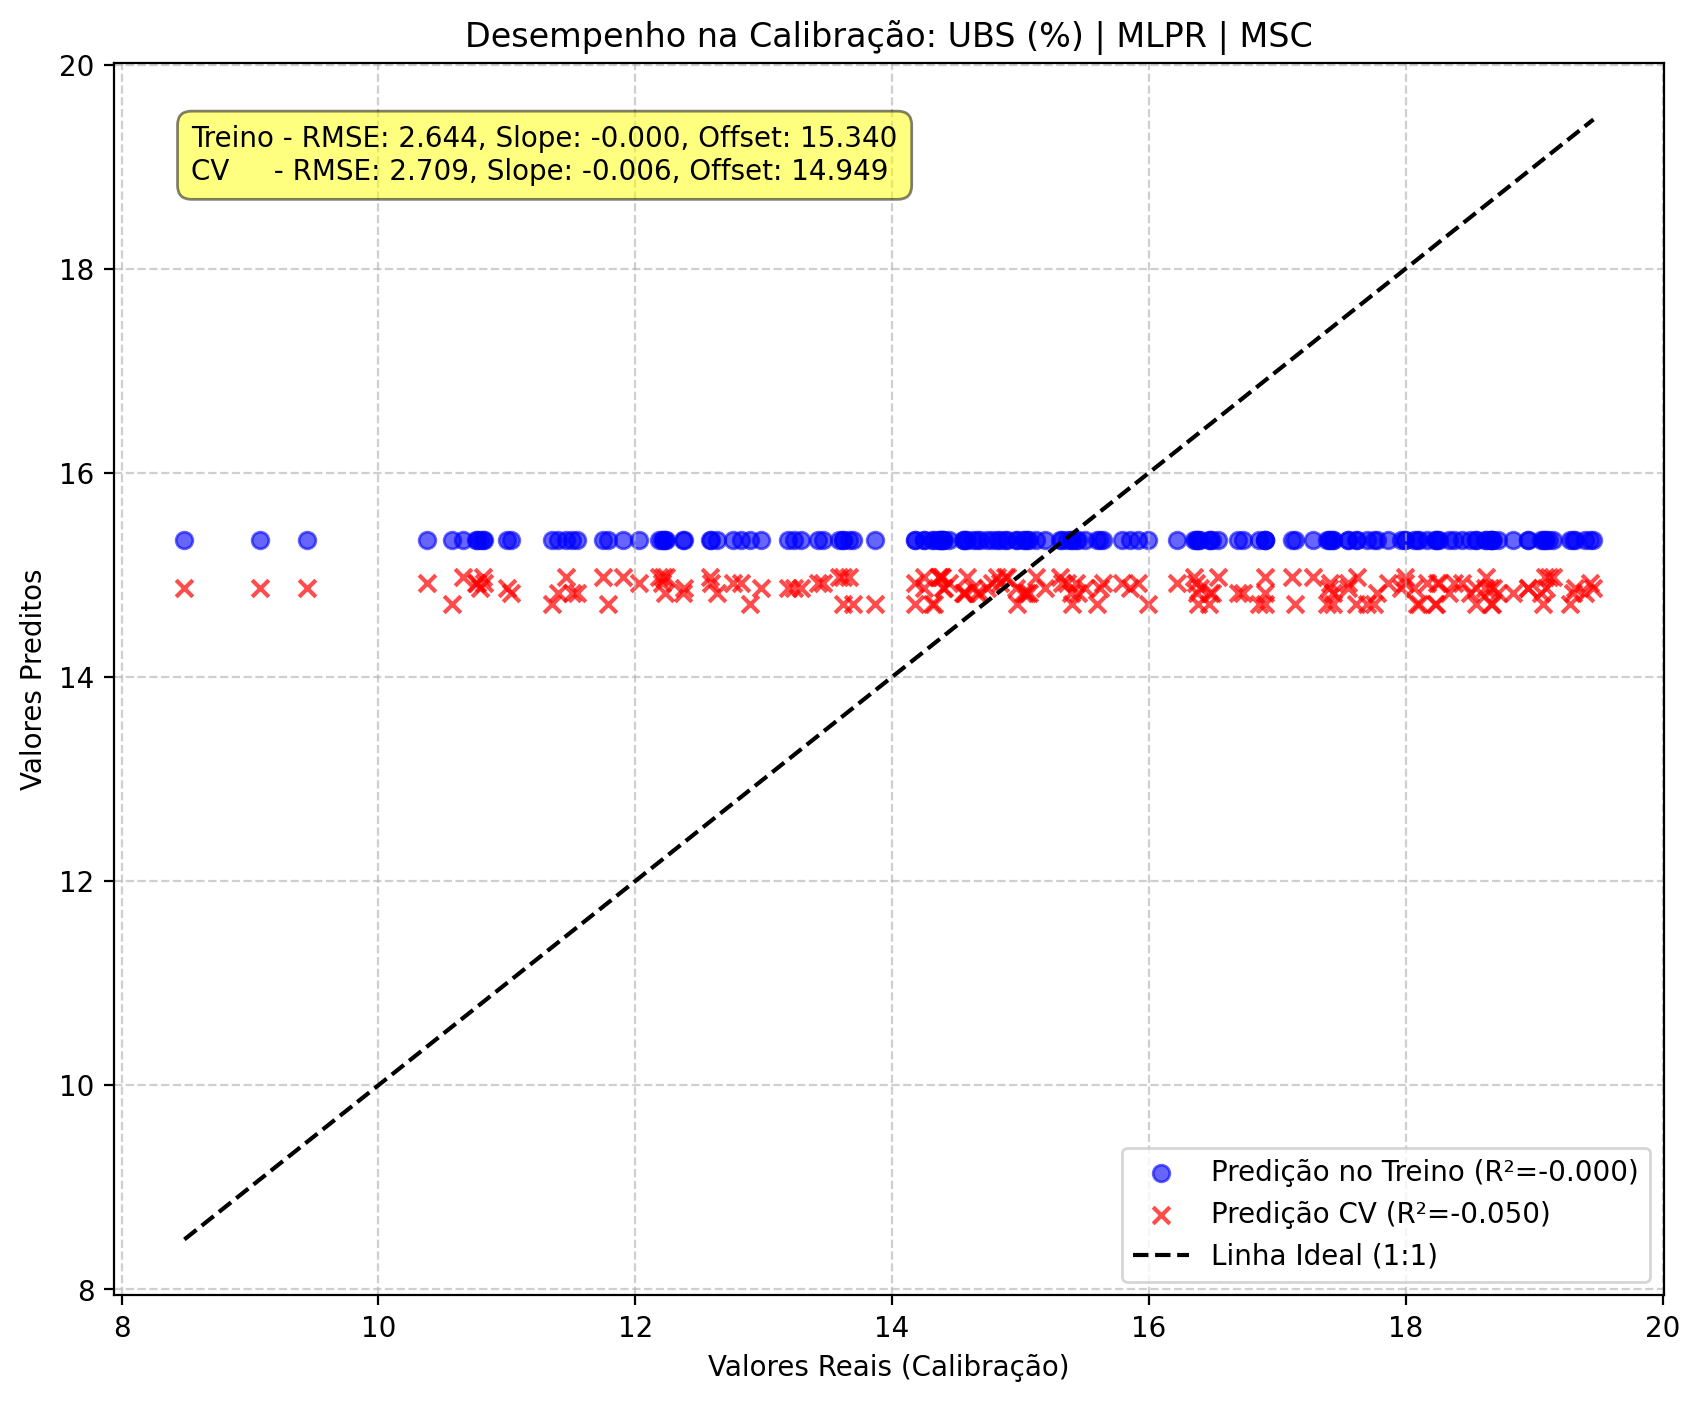 Desempenho na Calibração: UBS (%) | MLPR | MSC
Treino - RMSE: 2.644, Slope: -0.000, Offset: 15.340
CV - RMSE: 2.709, Slope: -0.006, Offset: 14.949
20
18
16
14
12
10
8
Valores Preditos
Predição no Treino (R²=-0.000)
Predição CV (R²=-0.050)
Linha Ideal (1:1)
8 10 12 14 16 18 20
Valores Reais (Calibração)